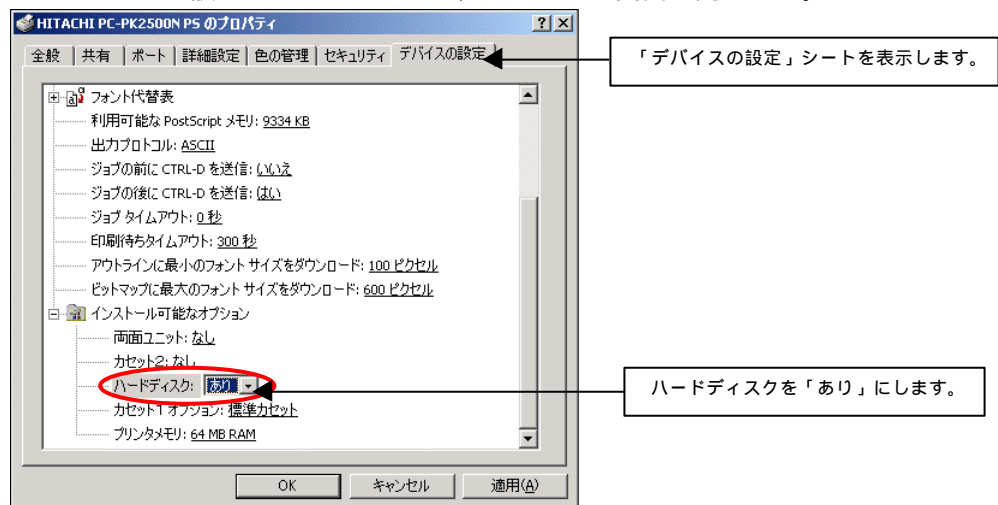 HITACHI PC-PK2500N PS のプロパティ
全般 共有 ポート 詳細設定 色の管理 セキュリティ デバイスの設定
「デバイスの設定」シートを表示します。
フォント代替表
利用可能な PostScript メモリ: 9334 KB
出力プロトコル: ASCII
ジョブの前に CTRL-D を送信: いいえ
ジョブの後に CTRL-D を送信: はい
ジョブ タイムアウト: 0 秒
印刷待ちタイムアウト: 300 秒
アウトラインに最小のフォント サイズをダウンロード: 100 ピクセル
ビットマップに最大のフォント サイズをダウンロード: 600 ピクセル
インストール可能なオプション
両面ユニット: なし
カセット2: なし
ハードディスク: あり
ハードディスクを「あり」にします。
カセット1 オプション: 標準カセット
プリンタメモリ: 64 MB RAM
OK キャンセル 適用(A)